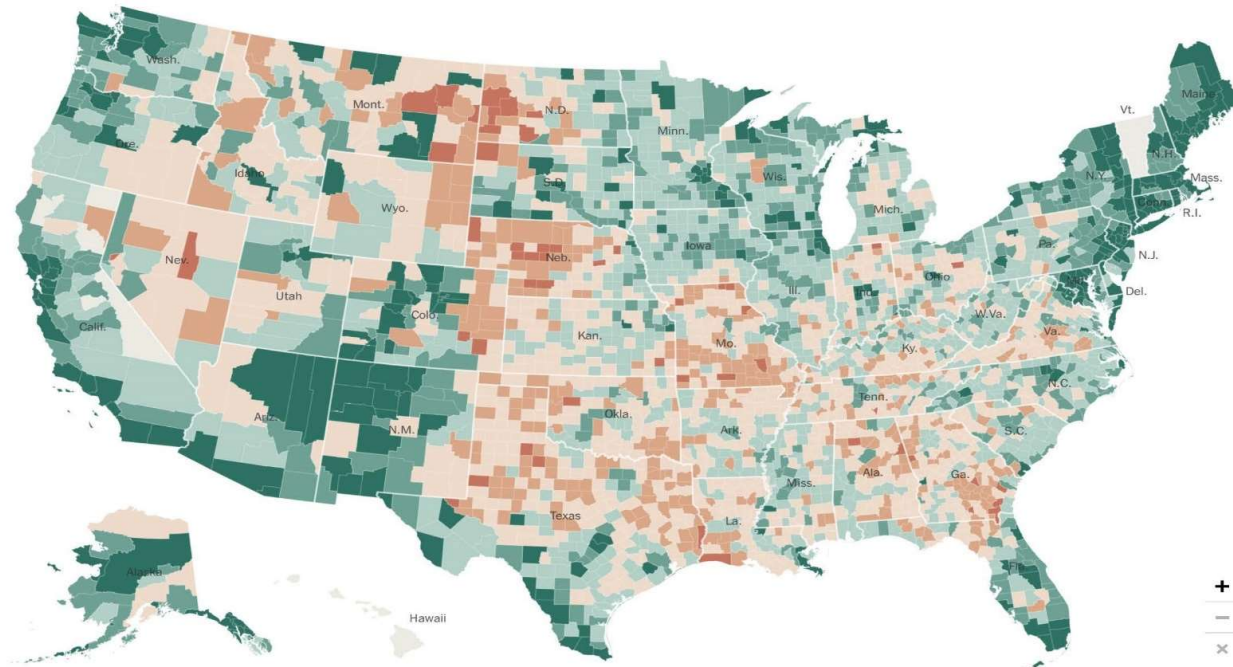 Wash.
Mont.
N.D.
Minn.
Vt.
Maine
Ore.
Idaho
S.D.
Wis.
N.Y.
N.H.
Wyo.
Mich.
Mass.
Conn.
R.I.
Nev.
Neb.
Iowa
Pa.
N.J.
Utah
Colo.
Ill.
Ind.
Ohio
Md.
Del.
Calif.
Kan.
Mo.
W.Va.
Va.
Ky.
Ariz.
N.M.
Okla.
Ark.
Tenn.
N.C.
S.C.
Texas
La.
Miss.
Ala.
Ga.
Fla.
Alaska
Hawaii
+
−
×